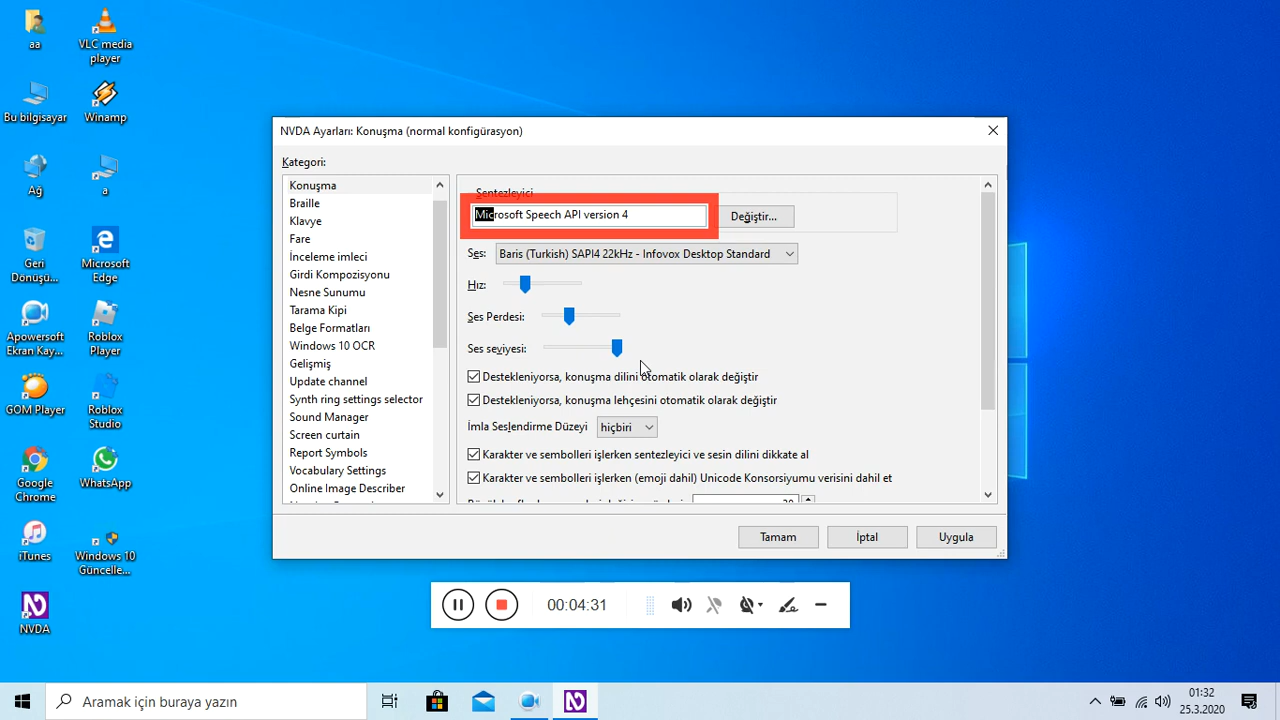 aa
VLC media
player
Bu bilgisayar
Winamp
Ağ
a
Geri
Dönüşü...
Microsoft
Edge
Apowersoft
Ekran Kay...
Roblox
Player
GOM Player
Roblox
Studio
Google
Chrome
WhatsApp
iTunes
Windows 10
Güncelle...
NVDA
NVDA Ayarları: Konuşma (normal konfigürasyon)
Kategori:
Konuşma
Braille
Klavye
Fare
İnceleme imleci
Girdi Kompozisyonu
Nesne Sunumu
Tarama Kipi
Belge Formatları
Windows 10 OCR
Gelişmiş
Update channel
Synth ring settings selector
Sound Manager
Screen curtain
Report Symbols
Vocabulary Settings
Online Image Describer
Sentezleyici
Microsoft Speech API version 4
Değiştir...
Ses: Baris (Turkish) SAPI4 22kHz - Infovox Desktop Standard
Hız:
Ses Perdesi:
Ses seviyesi:
Destekleniyorsa, konuşma dilini otomatik olarak değiştir
Destekleniyorsa, konuşma lehçesini otomatik olarak değiştir
İmla Seslendirme Düzeyi hiçbiri
Karakter ve sembolleri işlerken sentezleyici ve sesin dilini dikkate al
Karakter ve sembolleri işlerken (emoji dahil) Unicode Konsorsiyumu verisini dahil et
Tamam
İptal
Uygula
00:04:31
Aramak için buraya yazın
01:32
25.3.2020